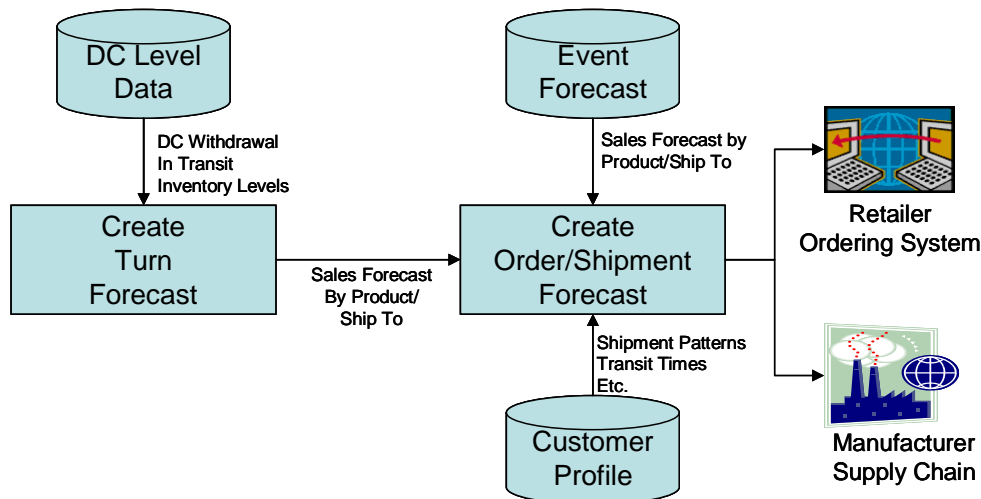 DC Level
Data
Event
Forecast
DC Withdrawal
In Transit
Inventory Levels
Sales Forecast by
Product/Ship To
Create
Turn
Forecast
Sales Forecast
By Product/
Ship To
Create
Order/Shipment
Forecast
Retailer
Ordering System
Shipment Patterns
Transit Times
Etc.
Customer
Profile
Manufacturer
Supply Chain